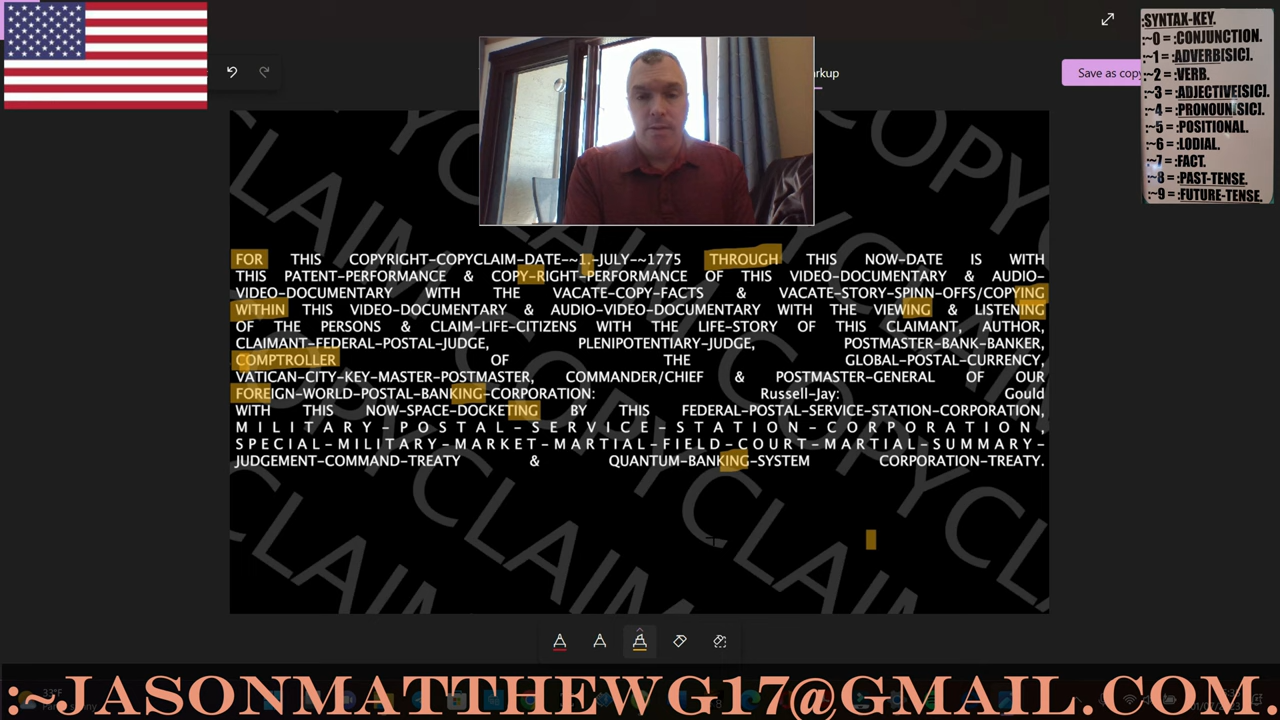 :SYNTAX-KEY.
:~0 = :CONJUNCTION.
:~1 = :ADVERB(SIC).
:~2 = :VERB.
:~3 = :ADJECTIVE(SIC).
:~4 = :PRONOUN(SIC).
:~5 = :POSITIONAL.
:~6 = :LODIAL.
:~7 = :FACT.
:~8 = :PAST-TENSE.
:~9 = :FUTURE-TENSE.
Save as copy
FOR THIS COPYRIGHT-COPYCLAIM-DATE-~1.-JULY-~1775 THROUGH THIS NOW-DATE IS WITH
THIS PATENT-PERFORMANCE & COPY-RIGHT-PERFORMANCE OF THIS VIDEO-DOCUMENTARY & AUDIO-
VIDEO-DOCUMENTARY WITH THE VACATE-COPY-FACTS & VACATE-STORY-SPINN-OFFS/COPYING
WITHIN THIS VIDEO-DOCUMENTARY & AUDIO-VIDEO-DOCUMENTARY WITH THE VIEWING & LISTENING
OF THE PERSONS & CLAIM-LIFE-CITIZENS WITH THE LIFE-STORY OF THIS CLAIMANT, AUTHOR,
CLAIMANT-FEDERAL-POSTAL-JUDGE, PLENIPOTENTIARY-JUDGE, POSTMASTER-BANK-BANKER,
COMPTROLLER OF THE GLOBAL-POSTAL-CURRENCY,
VATICAN-CITY-KEY-MASTER-POSTMASTER, COMMANDER/CHIEF & POSTMASTER-GENERAL OF OUR
FOREIGN-WORLD-POSTAL-BANKING-CORPORATION: Russell-Jay: Gould
WITH THIS NOW-SPACE-DOCKETING BY THIS FEDERAL-POSTAL-SERVICE-STATION-CORPORATION,
MILITARY-POSTAL-SERVICE-STATION-CORPORATION,
SPECIAL-MILITARY-MARKET-MARTIAL-FIELD-COURT-MARTIAL-SUMMARY-
JUDGEMENT-COMMAND-TREATY & QUANTUM-BANKING-SYSTEM CORPORATION-TREATY.
:~JASONMATTHEWG17@GMAIL.COM.